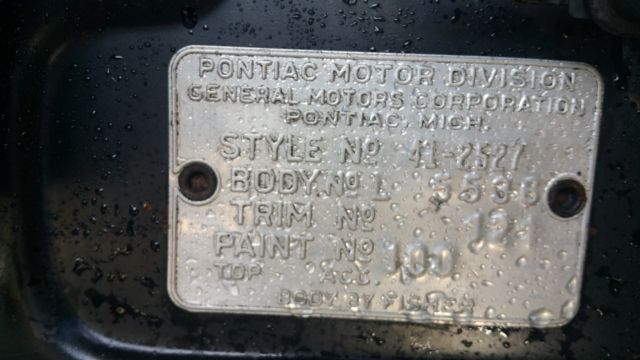 PONTIAC MOTOR DIVISION
GENERAL MOTORS CORPORATION
PONTIAC, MICH.
STYLE NO 41-2527
BODY NO L 5538
TRIM NO 121
PAINT NO 100
TOP ACC.
BODY BY FISHER